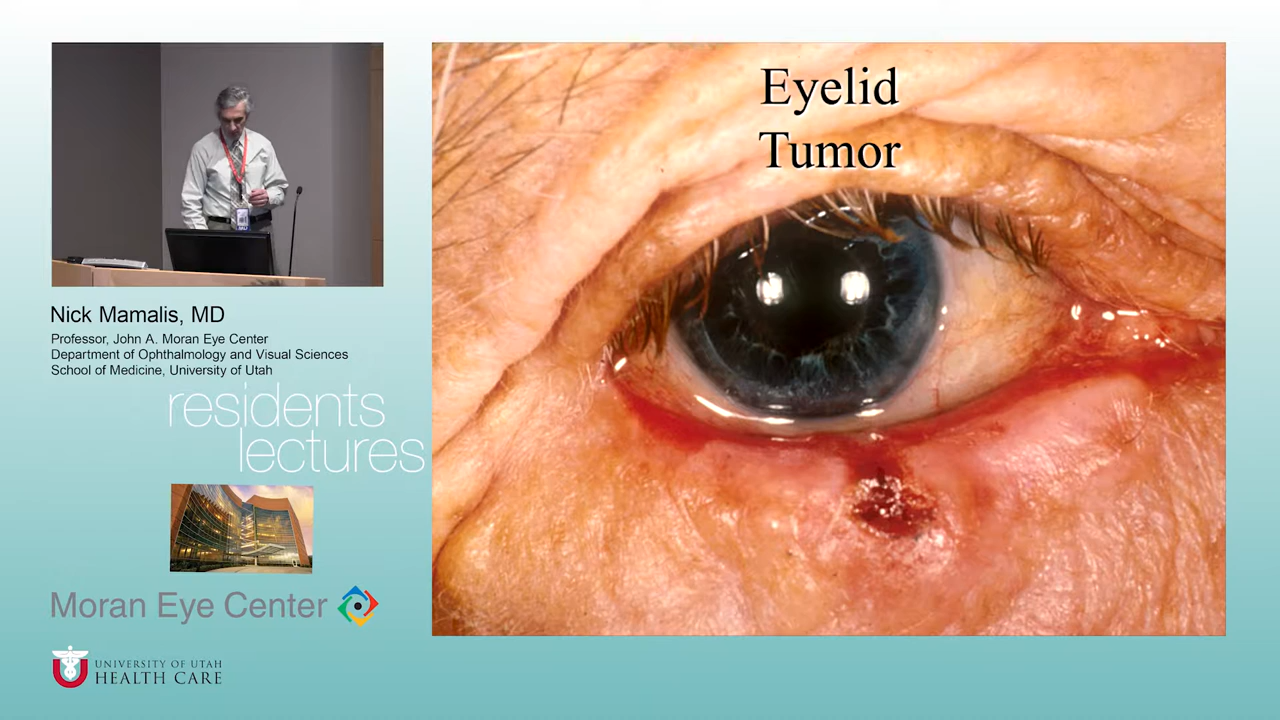 Eyelid
Tumor
Nick Mamalis, MD
Professor, John A. Moran Eye Center
Department of Ophthalmology and Visual Sciences
School of Medicine, University of Utah
residents
lectures
Moran Eye Center
UNIVERSITY OF UTAH
HEALTH CARE